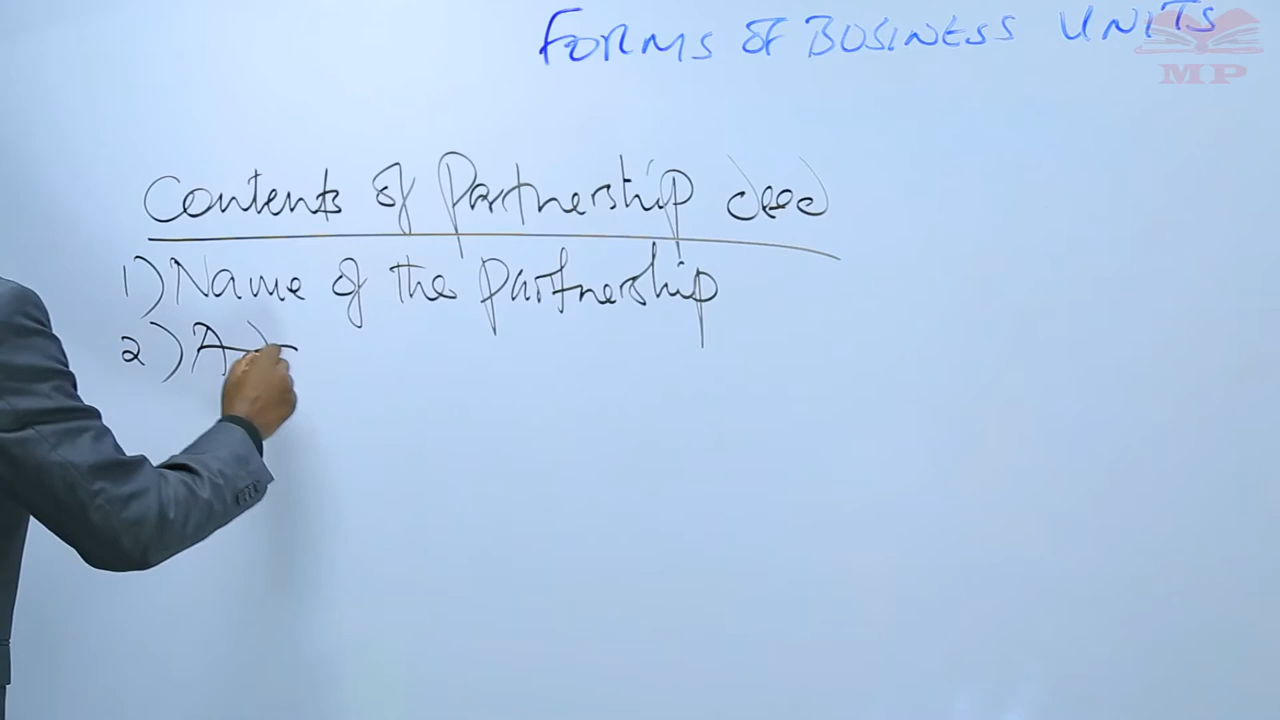 FORMS OF BUSINESS UNITS
MP
Contents of Partnership deed
1) Name of the partnership
2) A